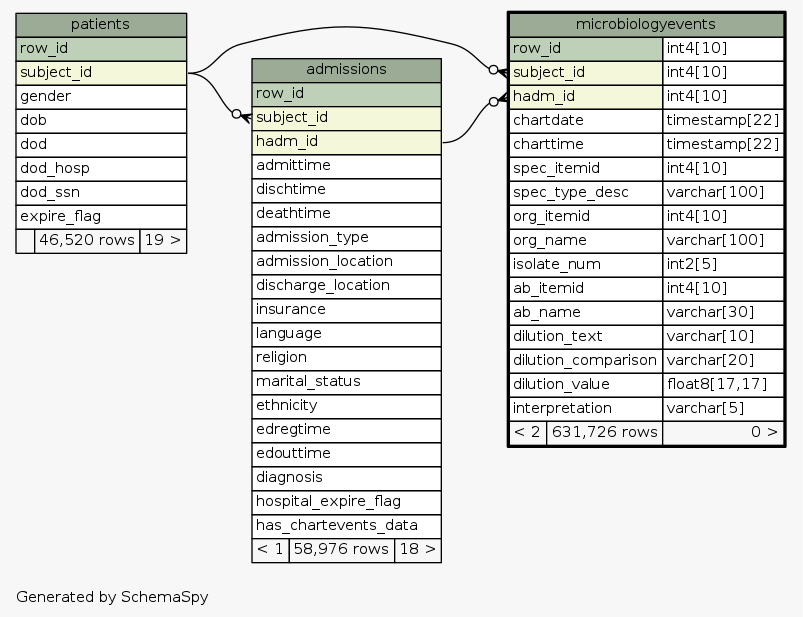 patients
row_id
subject_id
gender
dob
dod
dod_hosp
dod_ssn
expire_flag
46,520 rows 19 >
admissions
row_id
subject_id
hadm_id
admittime
dischtime
deathtime
admission_type
admission_location
discharge_location
insurance
language
religion
marital_status
ethnicity
edregtime
edouttime
diagnosis
hospital_expire_flag
has_chartevents_data
< 1 58,976 rows 18 >
microbiologyevents
row_id int4[10]
subject_id int4[10]
hadm_id int4[10]
chartdate timestamp[22]
charttime timestamp[22]
spec_itemid int4[10]
spec_type_desc varchar[100]
org_itemid int4[10]
org_name varchar[100]
isolate_num int2[5]
ab_itemid int4[10]
ab_name varchar[30]
dilution_text varchar[10]
dilution_comparison varchar[20]
dilution_value float8[17,17]
interpretation varchar[5]
< 2 631,726 rows 0 >
Generated by SchemaSpy